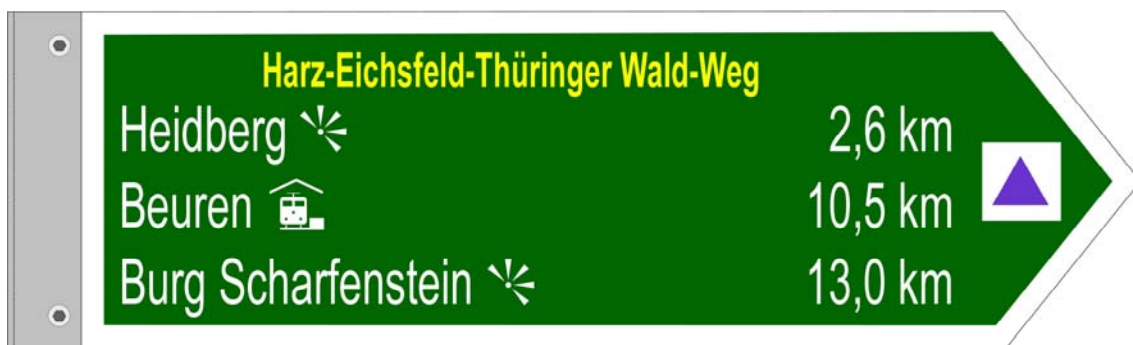 Harz-Eichsfeld-Thüringer Wald-Weg
Heidberg 2,6 km
Beuren 10,5 km
Burg Scharfenstein 13,0 km